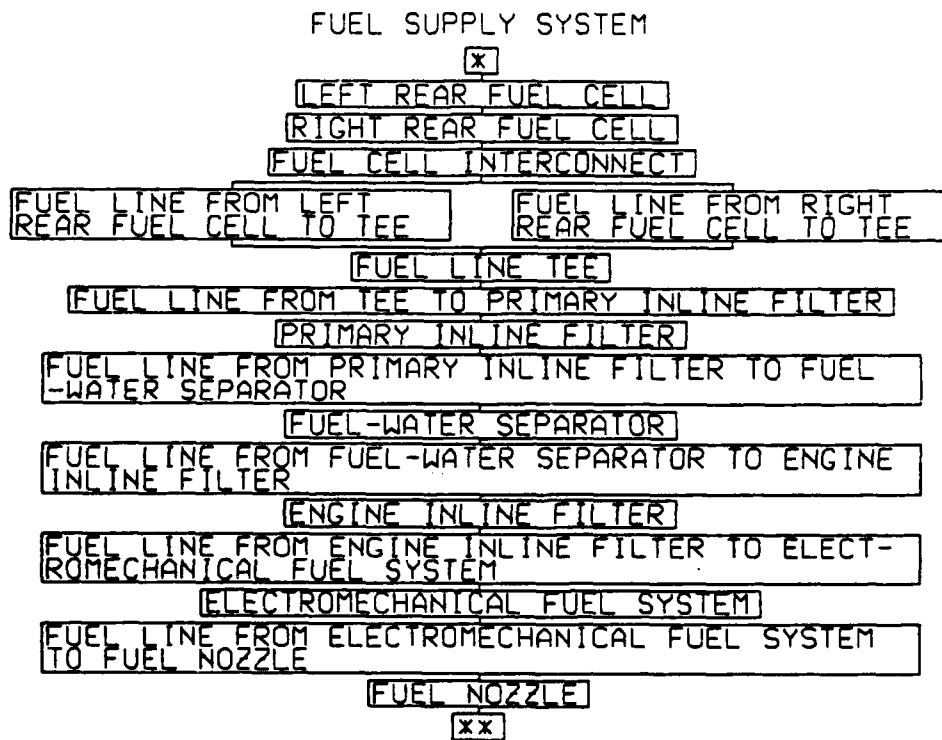 FUEL SUPPLY SYSTEM
*
LEFT REAR FUEL CELL
RIGHT REAR FUEL CELL
FUEL CELL INTERCONNECT
FUEL LINE FROM LEFT
REAR FUEL CELL TO TEE
FUEL LINE FROM RIGHT
REAR FUEL CELL TO TEE
FUEL LINE TEE
FUEL LINE FROM TEE TO PRIMARY INLINE FILTER
PRIMARY INLINE FILTER
FUEL LINE FROM PRIMARY INLINE FILTER TO FUEL
-WATER SEPARATOR
FUEL-WATER SEPARATOR
FUEL LINE FROM FUEL-WATER SEPARATOR TO ENGINE
INLINE FILTER
ENGINE INLINE FILTER
FUEL LINE FROM ENGINE INLINE FILTER TO ELECT-
ROMECHANICAL FUEL SYSTEM
ELECTROMECHANICAL FUEL SYSTEM
FUEL LINE FROM ELECTROMECHANICAL FUEL SYSTEM
TO FUEL NOZZLE
FUEL NOZZLE
**